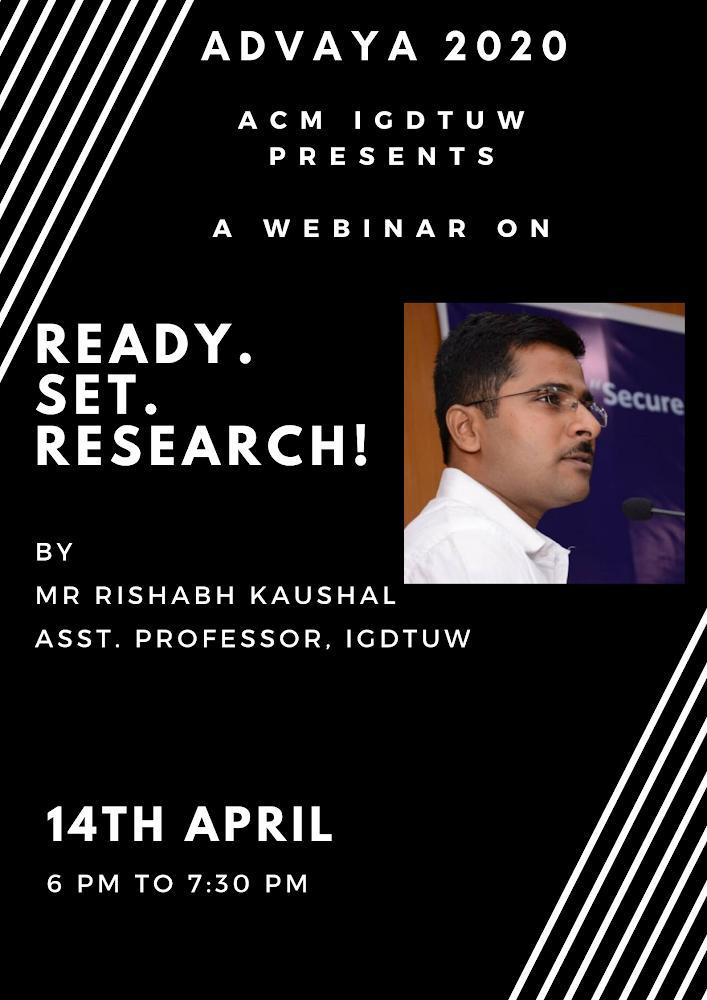 ADVAYA 2020
ACM IGDTUW
PRESENTS
A WEBINAR ON
READY.
SET.
RESEARCH!
"Secure
BY
MR RISHABH KAUSHAL
ASST. PROFESSOR, IGDTUW
14TH APRIL
6 PM TO 7:30 PM